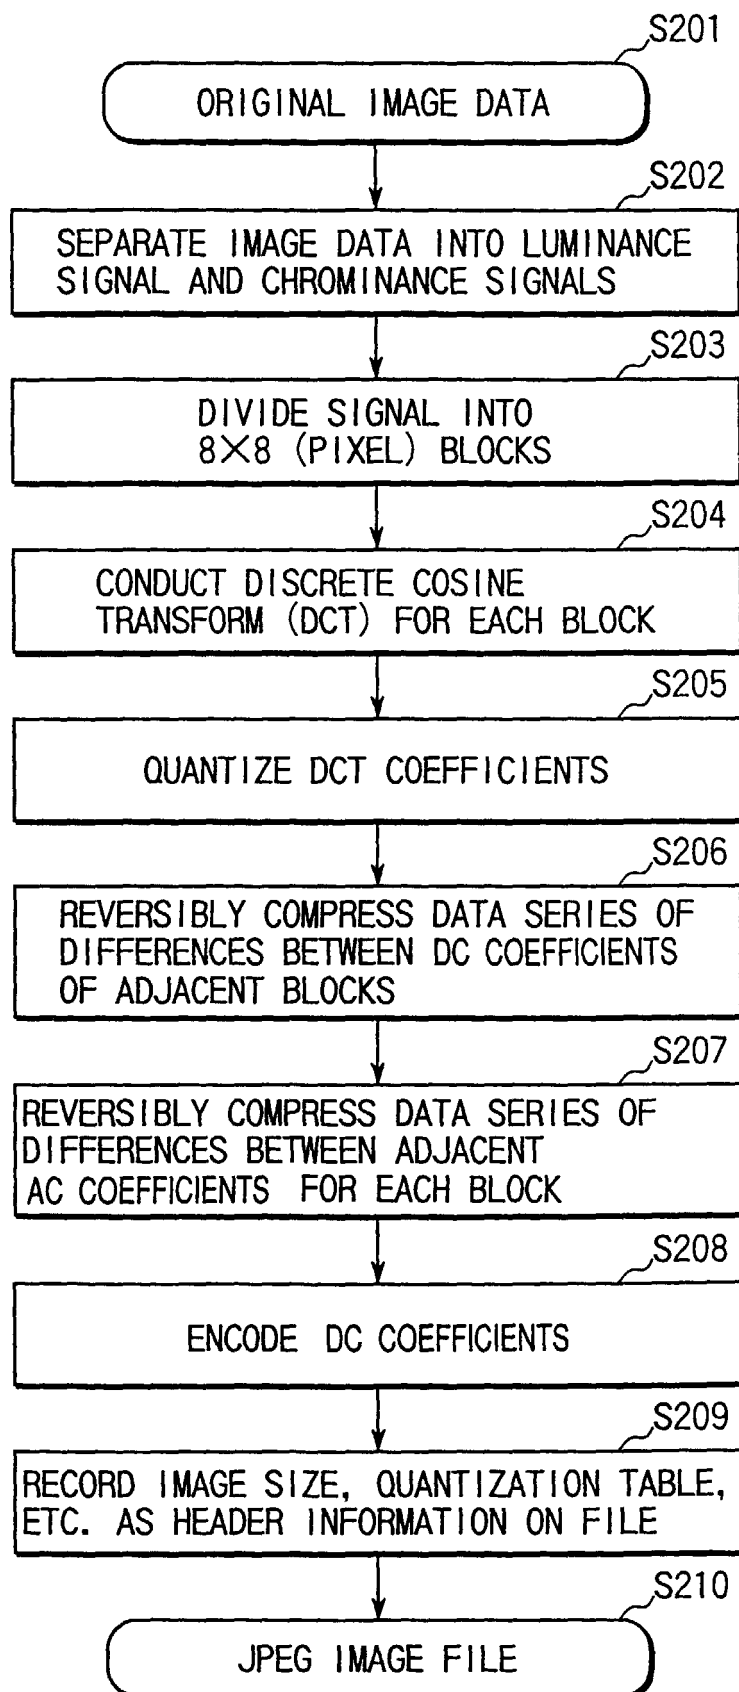 S201
ORIGINAL IMAGE DATA
S202
SEPARATE IMAGE DATA INTO LUMINANCE
SIGNAL AND CHROMINANCE SIGNALS
S203
DIVIDE SIGNAL INTO
8×8 (PIXEL) BLOCKS
S204
CONDUCT DISCRETE COSINE
TRANSFORM (DCT) FOR EACH BLOCK
S205
QUANTIZE DCT COEFFICIENTS
S206
REVERSIBLY COMPRESS DATA SERIES OF
DIFFERENCES BETWEEN DC COEFFICIENTS
OF ADJACENT BLOCKS
S207
REVERSIBLY COMPRESS DATA SERIES OF
DIFFERENCES BETWEEN ADJACENT
AC COEFFICIENTS FOR EACH BLOCK
S208
ENCODE DC COEFFICIENTS
S209
RECORD IMAGE SIZE, QUANTIZATION TABLE,
ETC. AS HEADER INFORMATION ON FILE
S210
JPEG IMAGE FILE